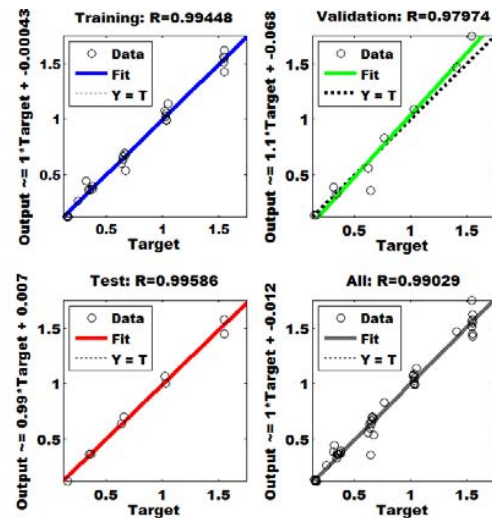 Training: R=0.99448
Output ~= 1*Target + -0.00043
1.5
1
0.5
Data
Fit
Y = T
0.5
1
1.5
Target
Validation: R=0.97974
Output ~= 1.1*Target + -0.068
1.5
1
0.5
Data
Fit
Y = T
0.5
1
1.5
Target
Test: R=0.99586
Output ~= 0.99*Target + 0.007
1.5
1
0.5
Data
Fit
Y = T
0.5
1
1.5
Target
All: R=0.99029
Output ~= 1*Target + -0.012
1.5
1
0.5
Data
Fit
Y = T
0.5
1
1.5
Target